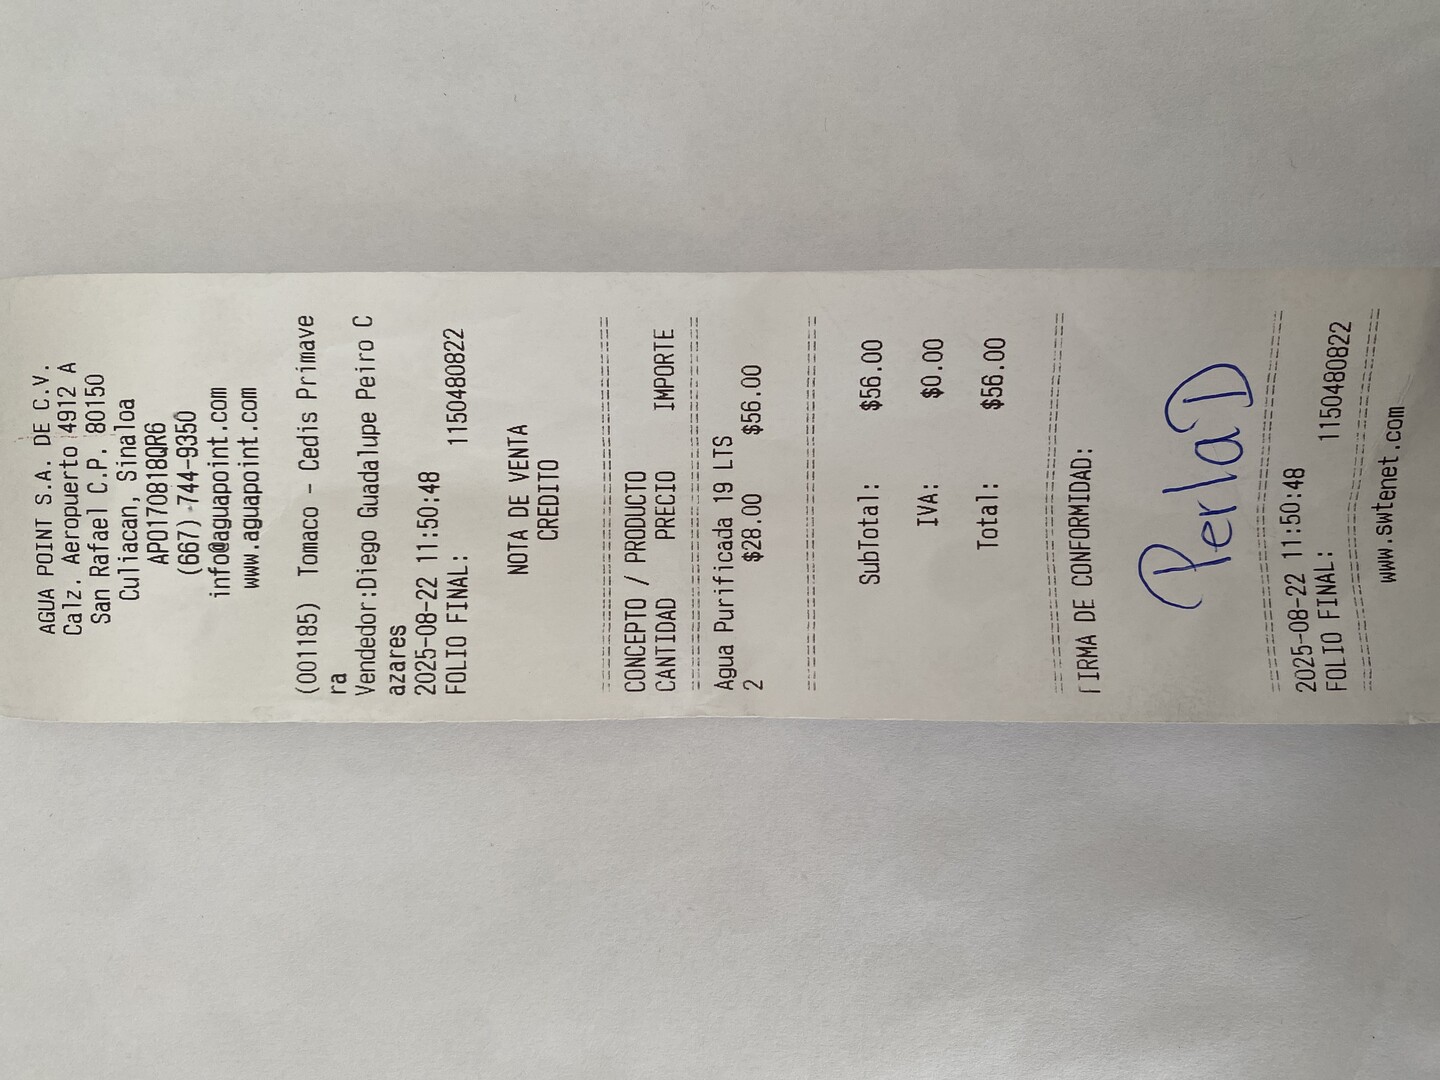 AGUA POINT S.A. DE C.V.
Calz. Aeropuerto 4912 A
San Rafael C.P. 80150
Culiacan, Sinaloa
APO170818QR6
(667) 744-9350
info@aguapoint.com
www.aguapoint.com
(001185) Tomaco - Cedis Primave
ra
Vendedor:Diego Guadalupe Peiro C
azares
2025-08-22 11:50:48
FOLIO FINAL: 1150480822
NOTA DE VENTA
CREDITO
================================
CONCEPTO / PRODUCTO
CANTIDAD PRECIO IMPORTE
================================
Agua Purificada 19 LTS
2 $28.00 $56.00
================================
SubTotal: $56.00
IVA: $0.00
Total: $56.00
================================
FIRMA DE CONFORMIDAD:
Perla D
================================
2025-08-22 11:50:48
FOLIO FINAL: 1150480822
================================
www.swtenet.com